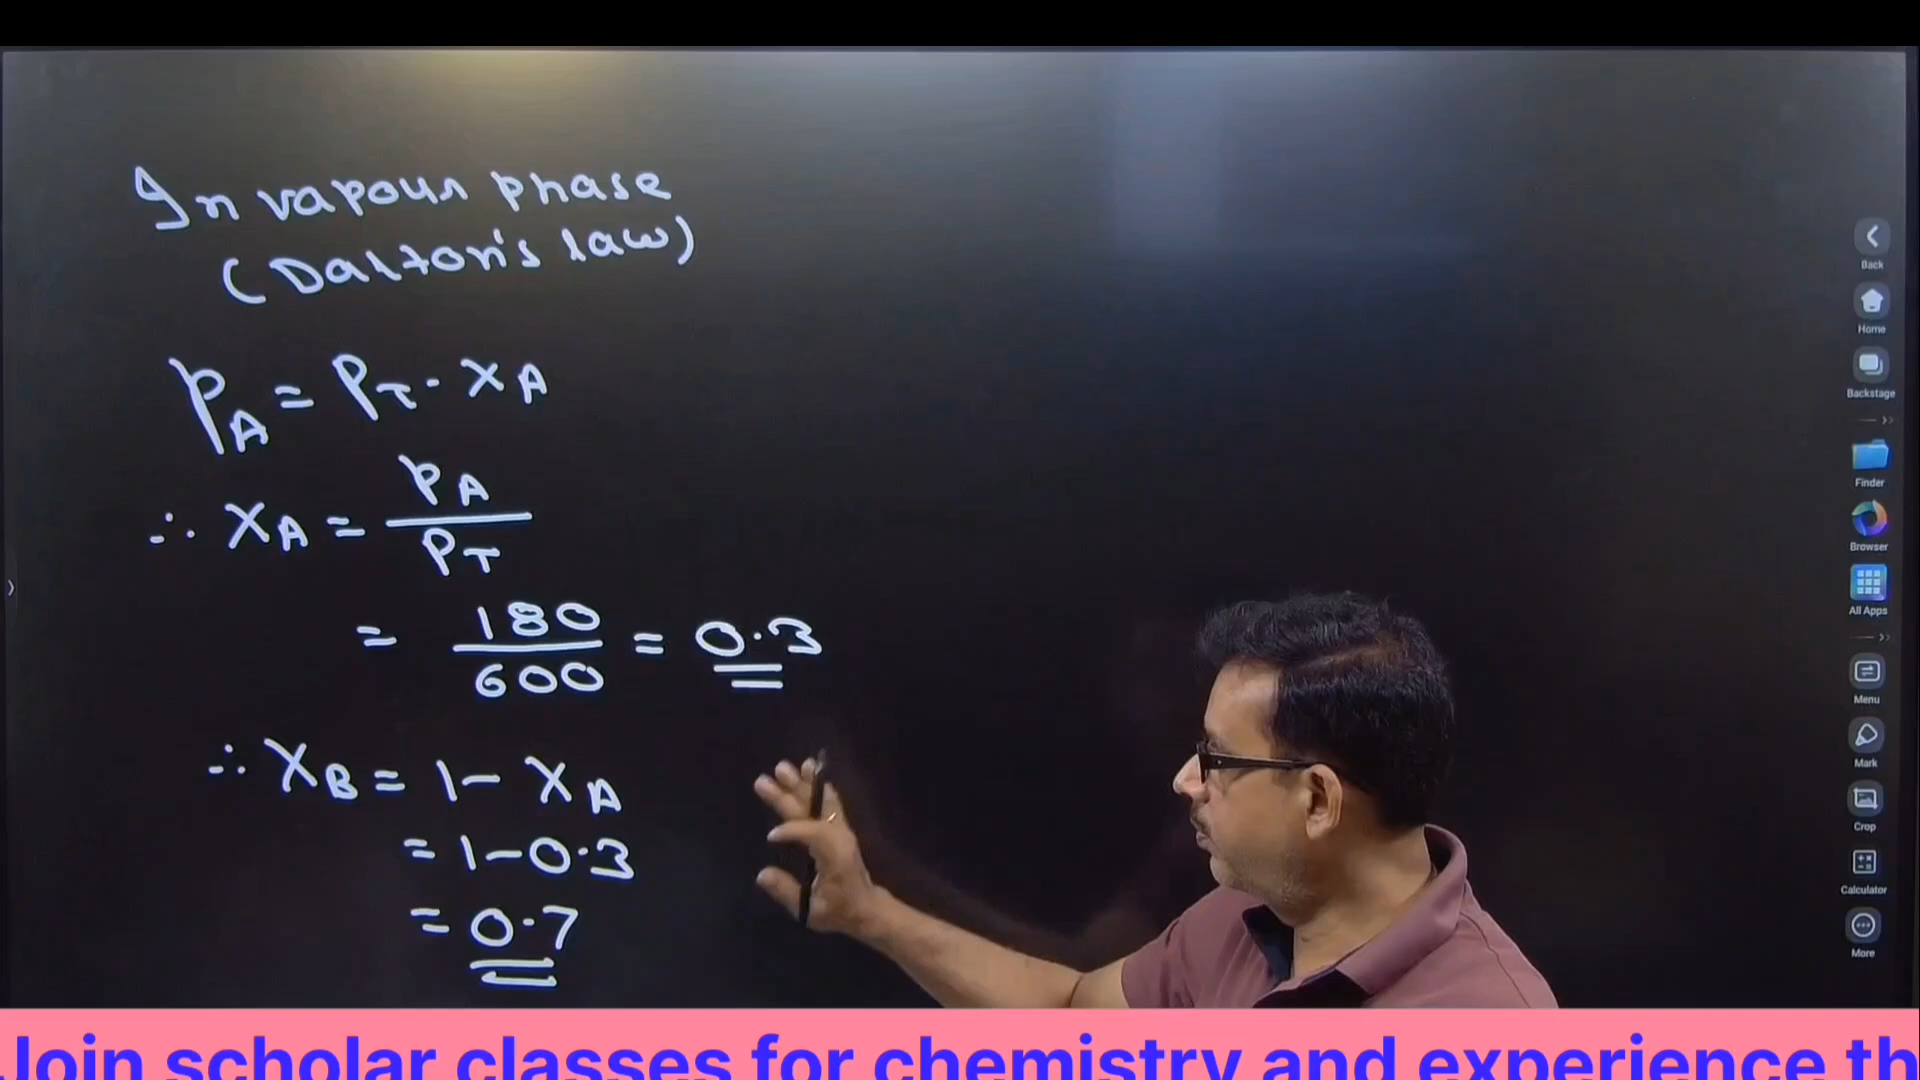 In vapour phase
(Dalton's law)
pA = PT · XA
∴ XA = pA / PT
= 180 / 600 = 0.3
∴ XB = 1 - XA
= 1 - 0.3
= 0.7
Back
Home
Backstage
Finder
Browser
All Apps
Menu
Mark
Crop
Calculator
More
Join scholar classes for chemistry and experience th